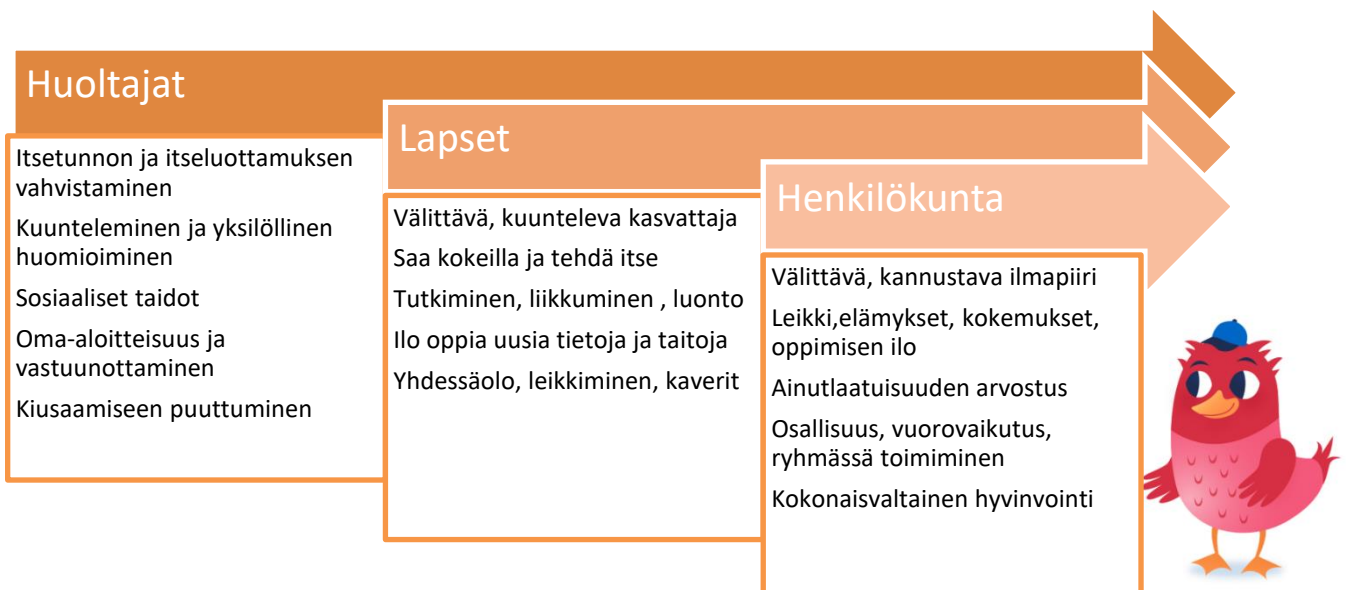 Huoltajat
Itsetunnon ja itseluottamuksen
vahvistaminen
Kuunteleminen ja yksilöllinen
huomioiminen
Sosiaaliset taidot
Oma-aloitteisuus ja
vastuunottaminen
Kiusaamiseen puuttuminen
Lapset
Välittävä, kuunteleva kasvattaja
Saa kokeilla ja tehdä itse
Tutkiminen, liikkuminen , luonto
Ilo oppia uusia tietoja ja taitoja
Yhdessäolo, leikkiminen, kaverit
Henkilökunta
Välittävä, kannustava ilmapiiri
Leikki,elämykset, kokemukset,
oppimisen ilo
Ainutlaatuisuuden arvostus
Osallisuus, vuorovaikutus,
ryhmässä toimiminen
Kokonaisvaltainen hyvinvointi